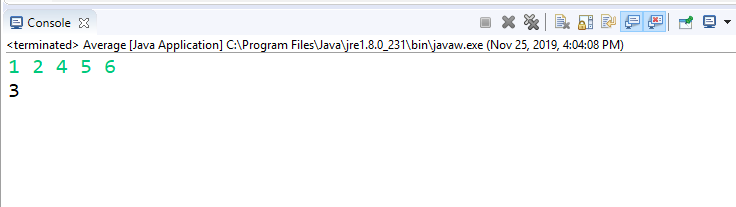 Console
<terminated> Average [Java Application] C:\Program Files\Java\jre1.8.0_231\bin\javaw.exe (Nov 25, 2019, 4:04:08 PM)
1 2 4 5 6
3